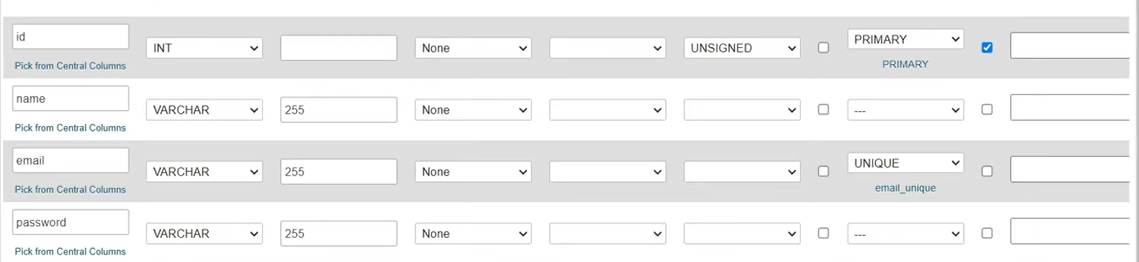 id
INT None UNSIGNED PRIMARY
Pick from Central Columns PRIMARY
name
VARCHAR 255 None ---
Pick from Central Columns
email
VARCHAR 255 None UNIQUE
Pick from Central Columns email_unique
password
VARCHAR 255 None ---
Pick from Central Columns